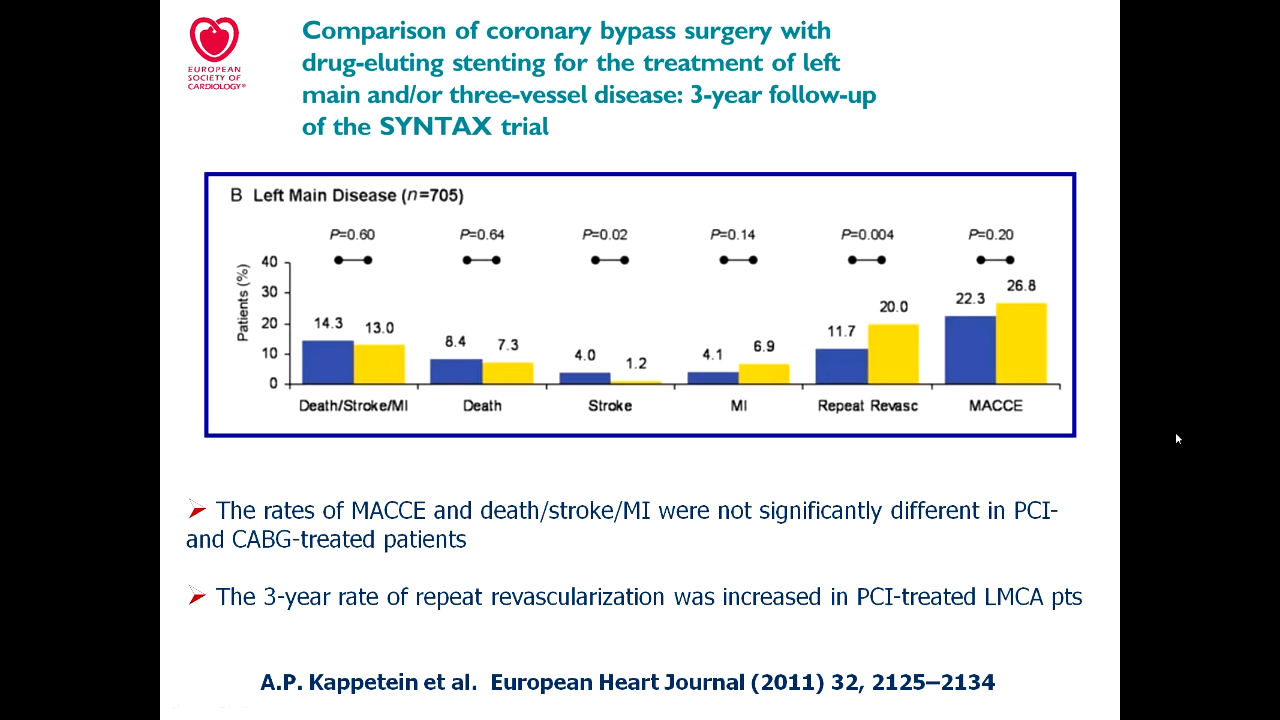 EUROPEAN
SOCIETY OF
CARDIOLOGY®
Comparison of coronary bypass surgery with
drug-eluting stenting for the treatment of left
main and/or three-vessel disease: 3-year follow-up
of the SYNTAX trial
B Left Main Disease (n=705)
P=0.60 P=0.64 P=0.02 P=0.14 P=0.004 P=0.20
Patients (%)
40
30
20
10
0
14.3 13.0 8.4 7.3 4.0 1.2 4.1 6.9 11.7 20.0 22.3 26.8
Death/Stroke/MI Death Stroke MI Repeat Revasc MACCE
The rates of MACCE and death/stroke/MI were not significantly different in PCI-
and CABG-treated patients
The 3-year rate of repeat revascularization was increased in PCI-treated LMCA pts
A.P. Kappetein et al. European Heart Journal (2011) 32, 2125–2134